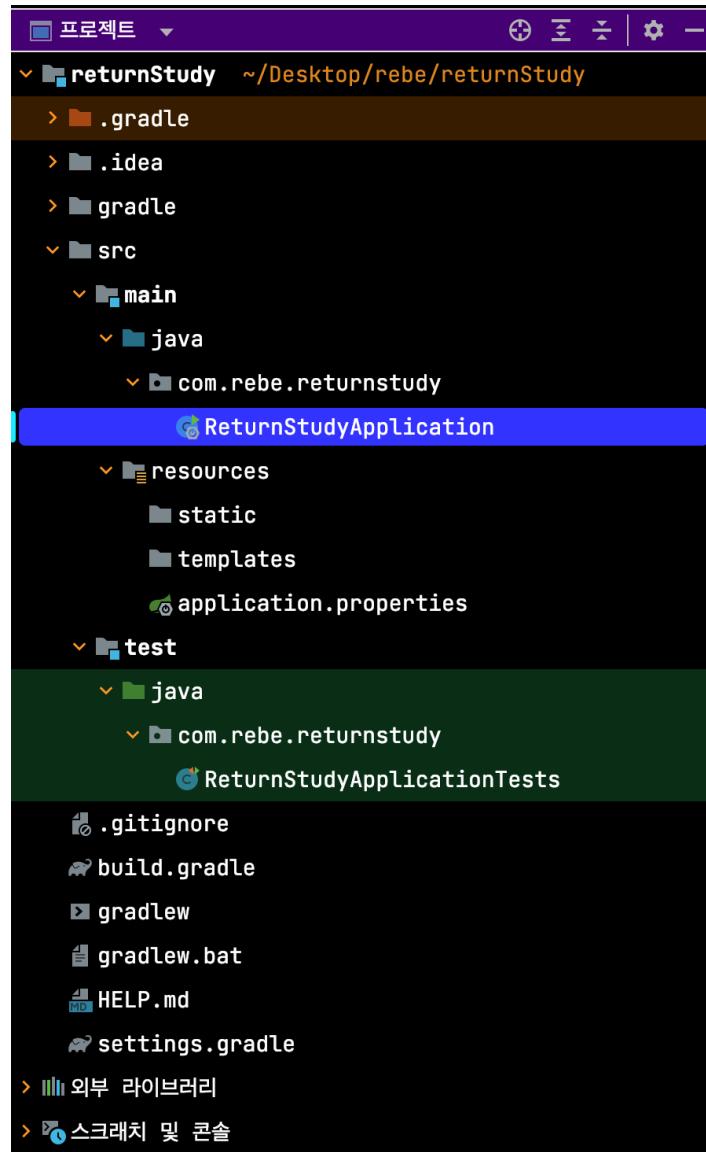 프로젝트
returnStudy ~/Desktop/rebe/returnStudy
.gradle
.idea
gradle
src
main
java
com.rebe.returnstudy
ReturnStudyApplication
resources
static
templates
application.properties
test
java
com.rebe.returnstudy
ReturnStudyApplicationTests
.gitignore
build.gradle
gradlew
gradlew.bat
MD HELP.md
settings.gradle
외부 라이브러리
스크래치 및 콘솔